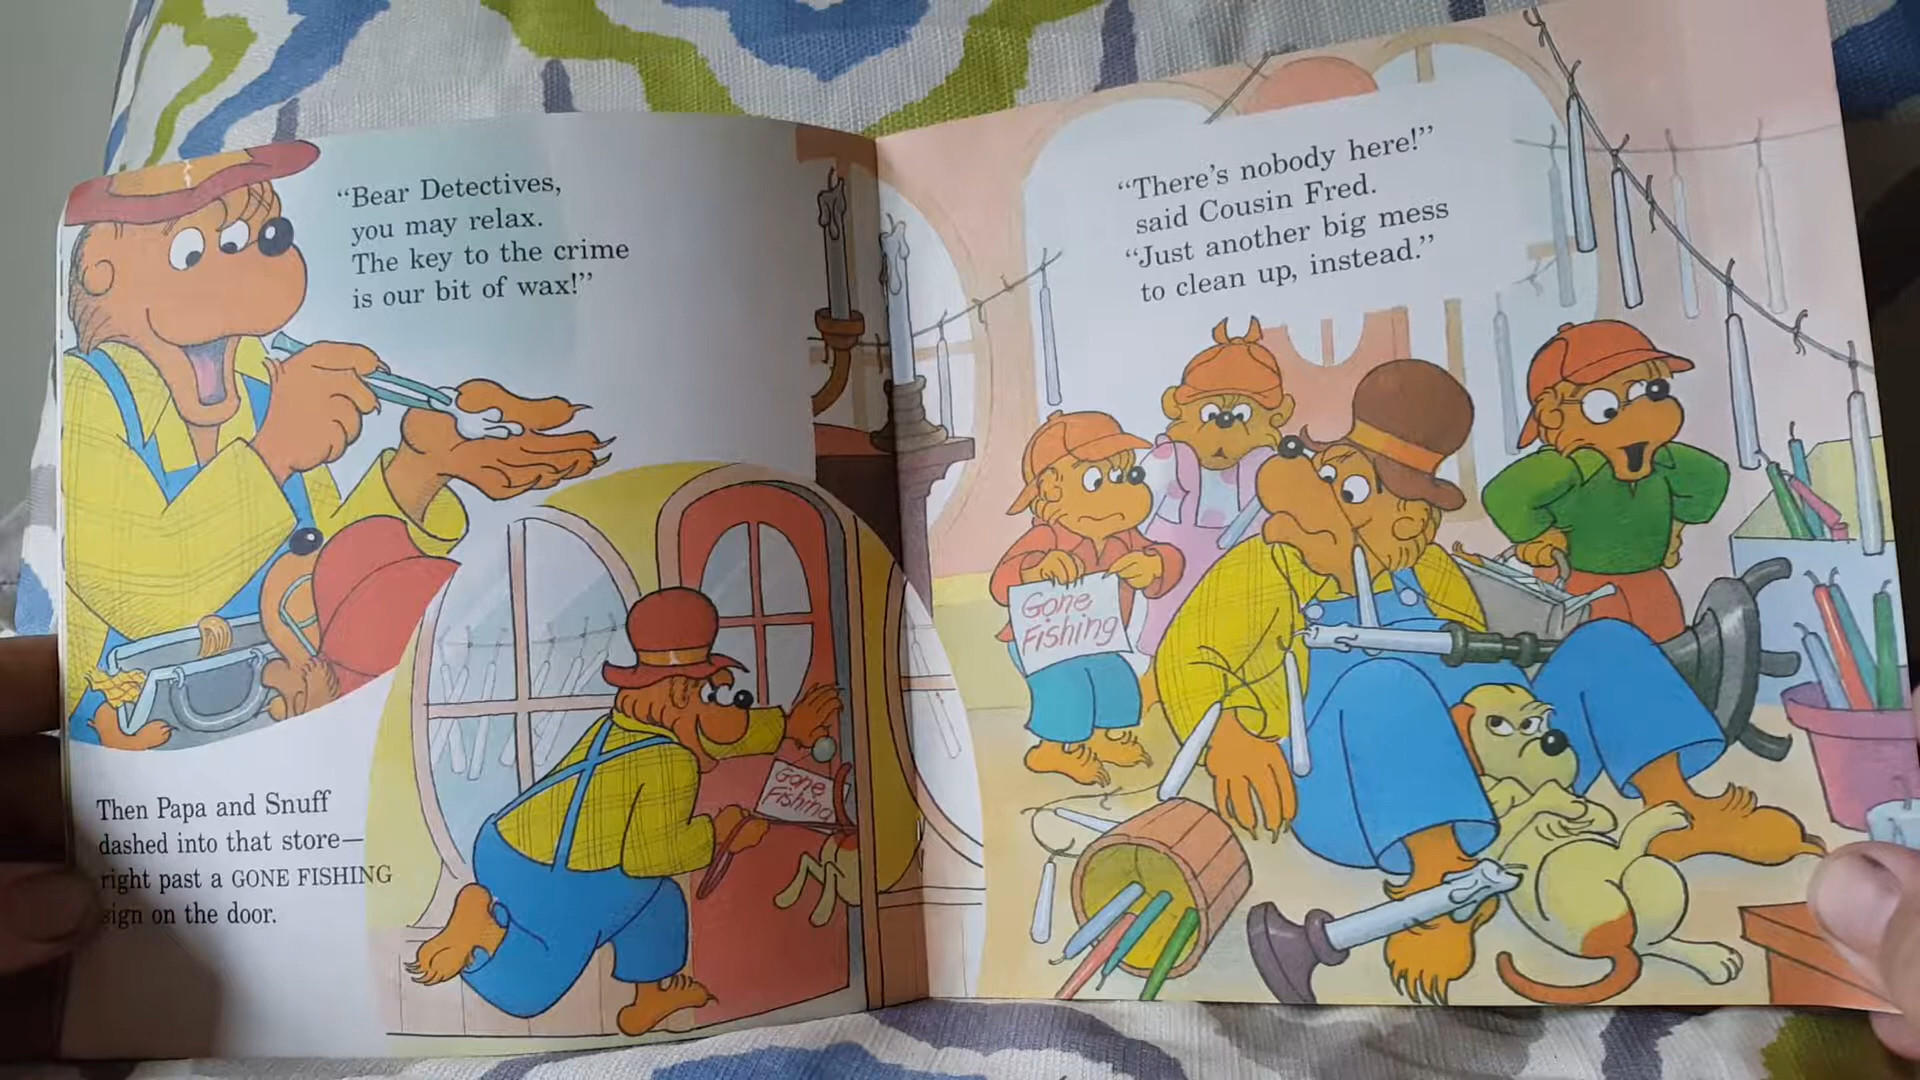 “Bear Detectives,
you may relax.
The key to the crime
is our bit of wax!”
Then Papa and Snuff
dashed into that store—
right past a GONE FISHING
sign on the door.
Gone
Fishing
“There’s nobody here!”
said Cousin Fred.
“Just another big mess
to clean up, instead.”
Gone
Fishing